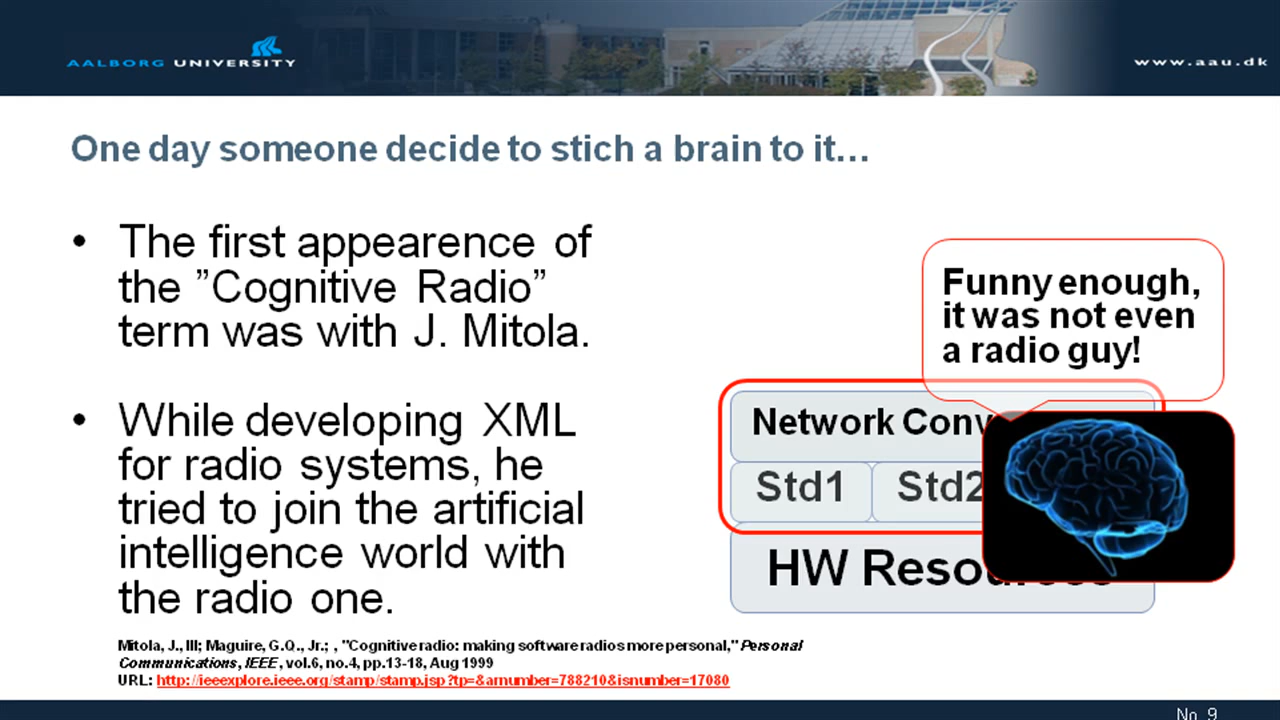 AALBORG UNIVERSITY
www.aau.dk
One day someone decide to stich a brain to it...
• The first appearence of
the ”Cognitive Radio”
term was with J. Mitola.
• While developing XML
for radio systems, he
tried to join the artificial
intelligence world with
the radio one.
Funny enough,
it was not even
a radio guy!
Network Conv
Std1
Std2
HW Resources
Mitola, J., III; Maguire, G.Q., Jr.; , "Cognitive radio: making software radios more personal," Personal
Communications, IEEE , vol.6, no.4, pp.13-18, Aug 1999
URL: http://ieeexplore.ieee.org/stamp/stamp.jsp?tp=&arnumber=788210&isnumber=17080
No. 9